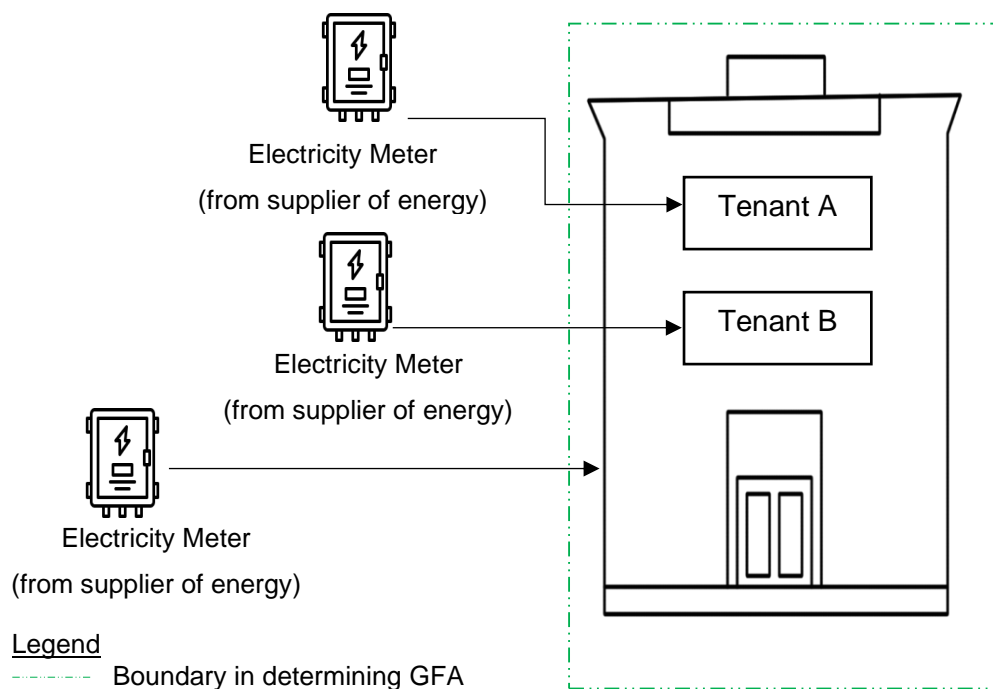 Electricity Meter
(from supplier of energy)
Tenant A
Electricity Meter
(from supplier of energy)
Tenant B
Electricity Meter
(from supplier of energy)
Legend
Boundary in determining GFA